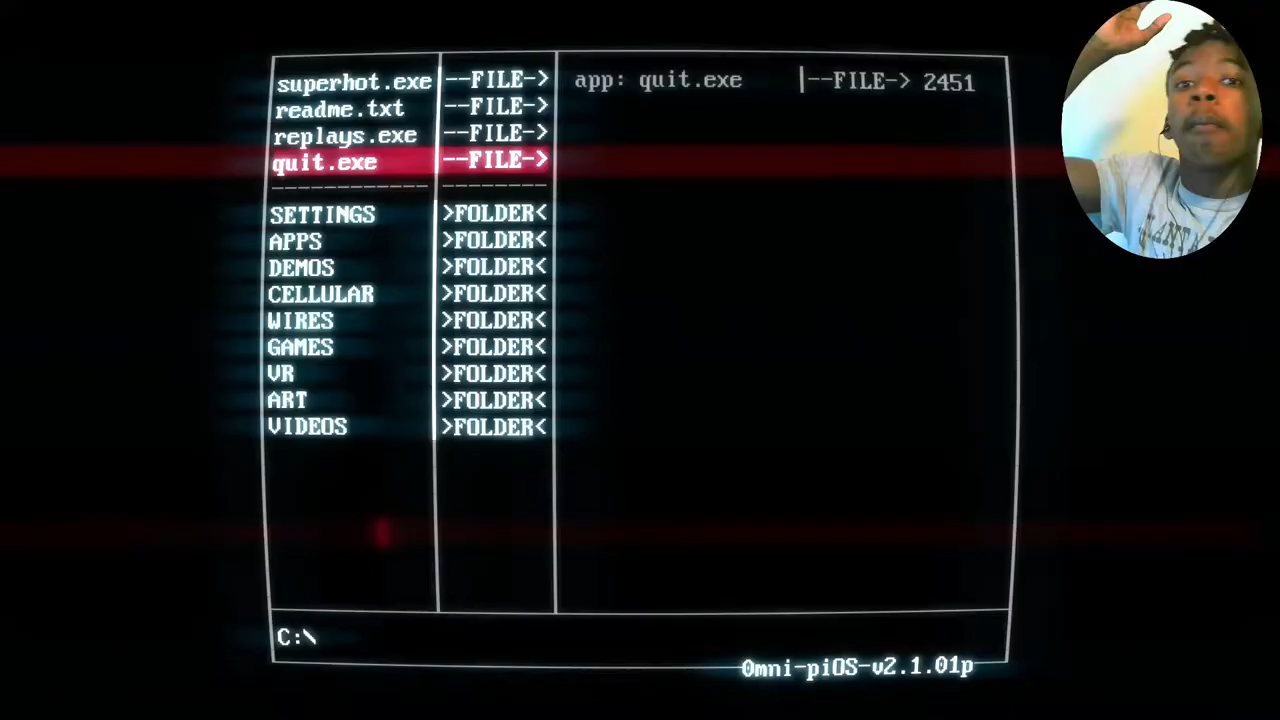 superhot.exe --FILE-> app: quit.exe |--FILE-> 2451
readme.txt --FILE->
replays.exe --FILE->
quit.exe --FILE->
------------ --------
SETTINGS >FOLDER<
APPS >FOLDER<
DEMOS >FOLDER<
CELLULAR >FOLDER<
WIRES >FOLDER<
GAMES >FOLDER<
VR >FOLDER<
ART >FOLDER<
VIDEOS >FOLDER<
C:\
0mni-piOS-v2.1.01p